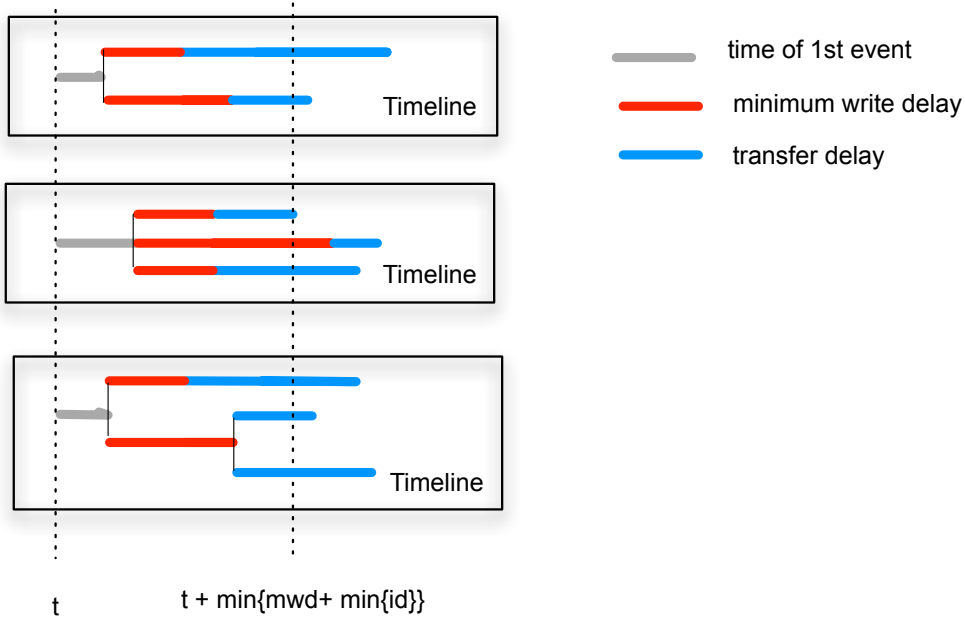 time of 1st event
minimum write delay
Timeline
transfer delay
Timeline
Timeline
t
t + min{mwd+ min{id}}